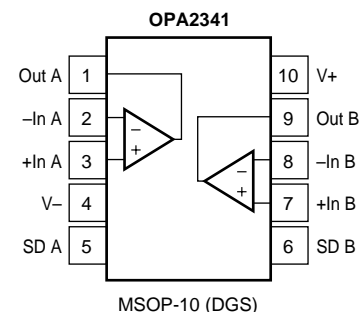 OPA2341
Out A 1
–In A 2
+In A 3
V– 4
SD A 5
10 V+
9 Out B
8 –In B
7 +In B
6 SD B
–
+
–
+
MSOP-10 (DGS)